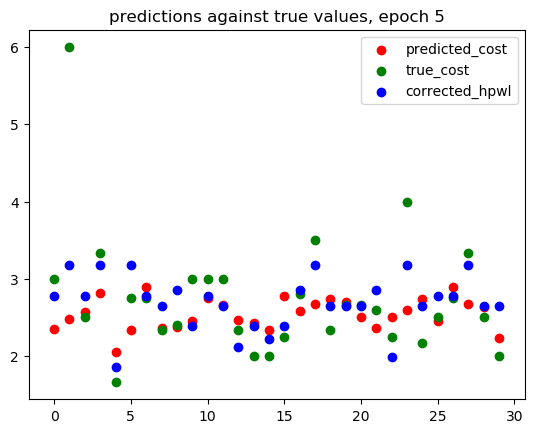 predictions against true values, epoch 5
predicted_cost
true_cost
corrected_hpwl
6
5
4
3
2
0 5 10 15 20 25 30